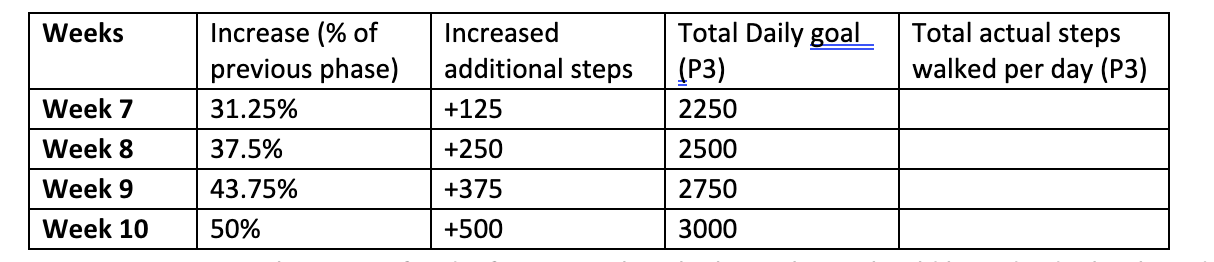 Weeks Increase (% of previous phase) Increased additional steps Total Daily goal (P3) Total actual steps walked per day (P3)
Week 7 31.25% +125 2250
Week 8 37.5% +250 2500
Week 9 43.75% +375 2750
Week 10 50% +500 3000